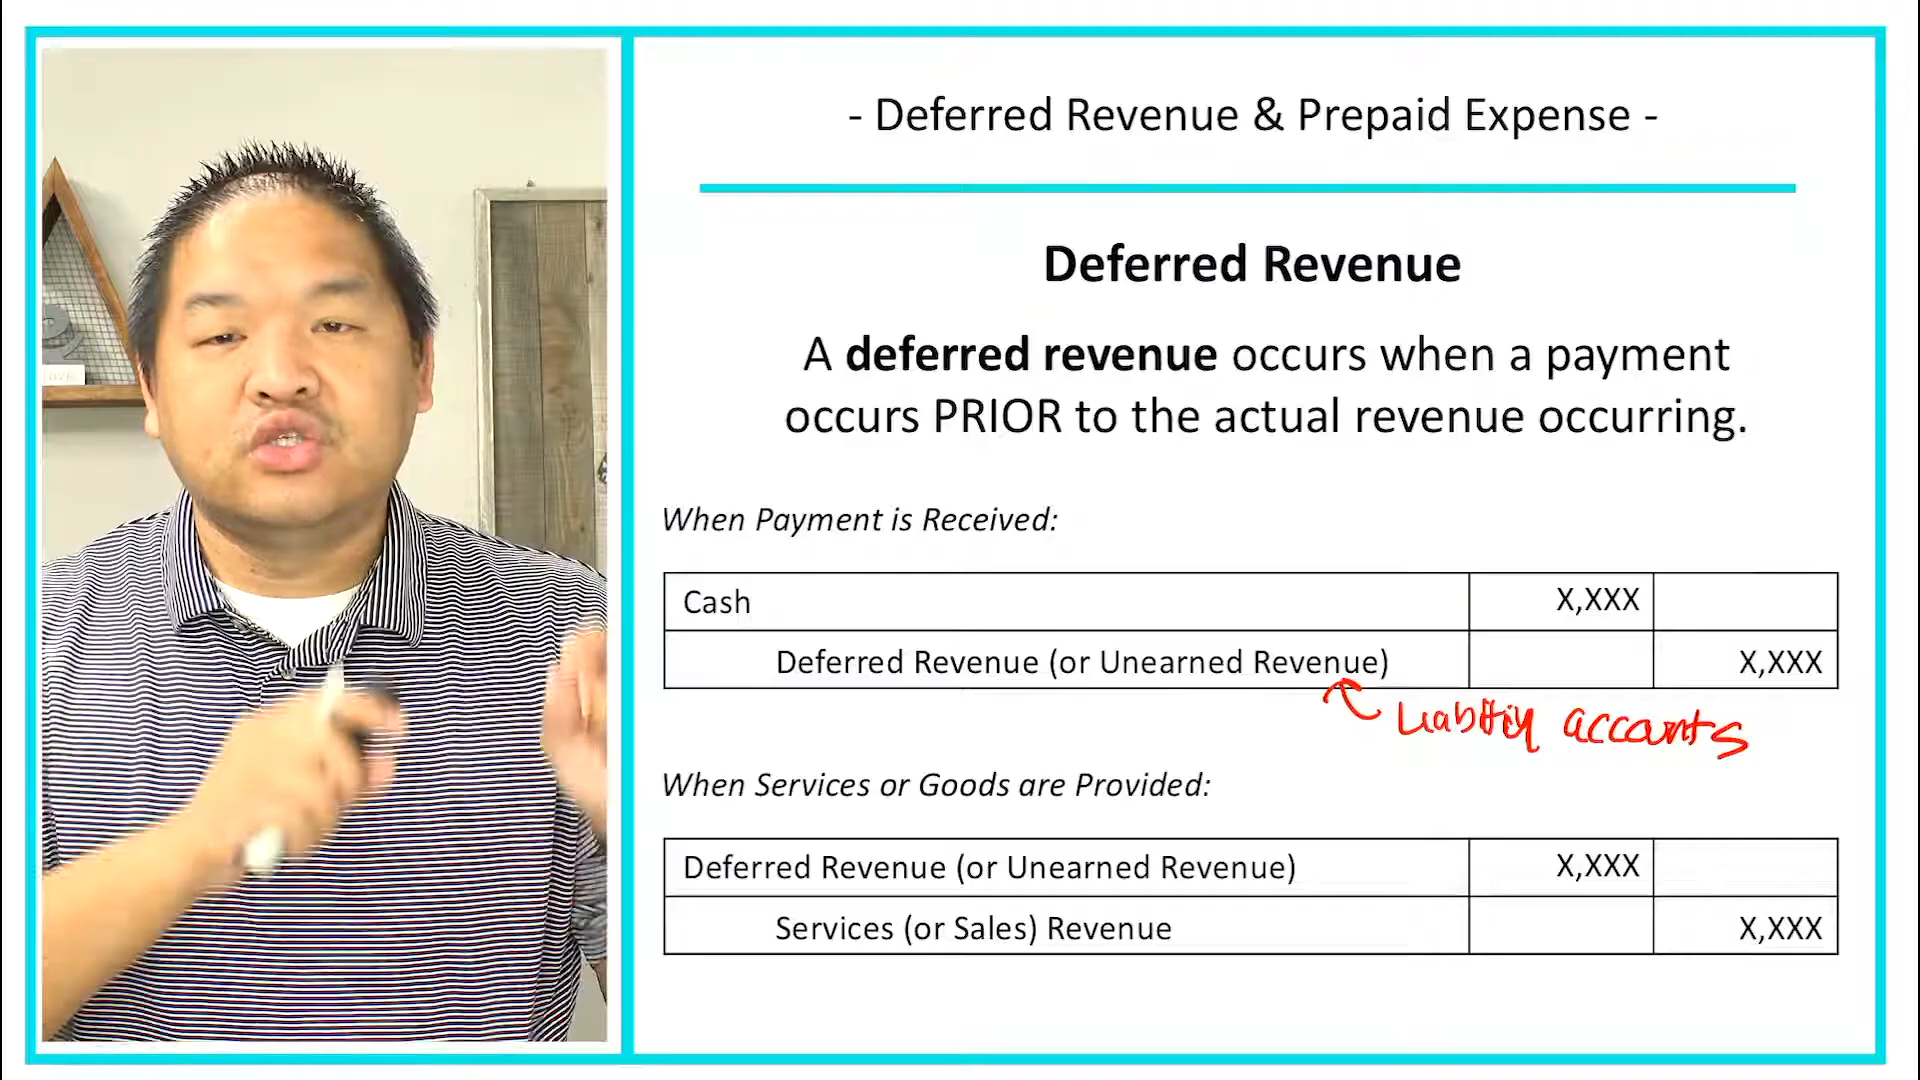 - Deferred Revenue & Prepaid Expense -
Deferred Revenue
A deferred revenue occurs when a payment
occurs PRIOR to the actual revenue occurring.
When Payment is Received:
Cash X,XXX
Deferred Revenue (or Unearned Revenue) X,XXX
Liability accounts
When Services or Goods are Provided:
Deferred Revenue (or Unearned Revenue) X,XXX
Services (or Sales) Revenue X,XXX